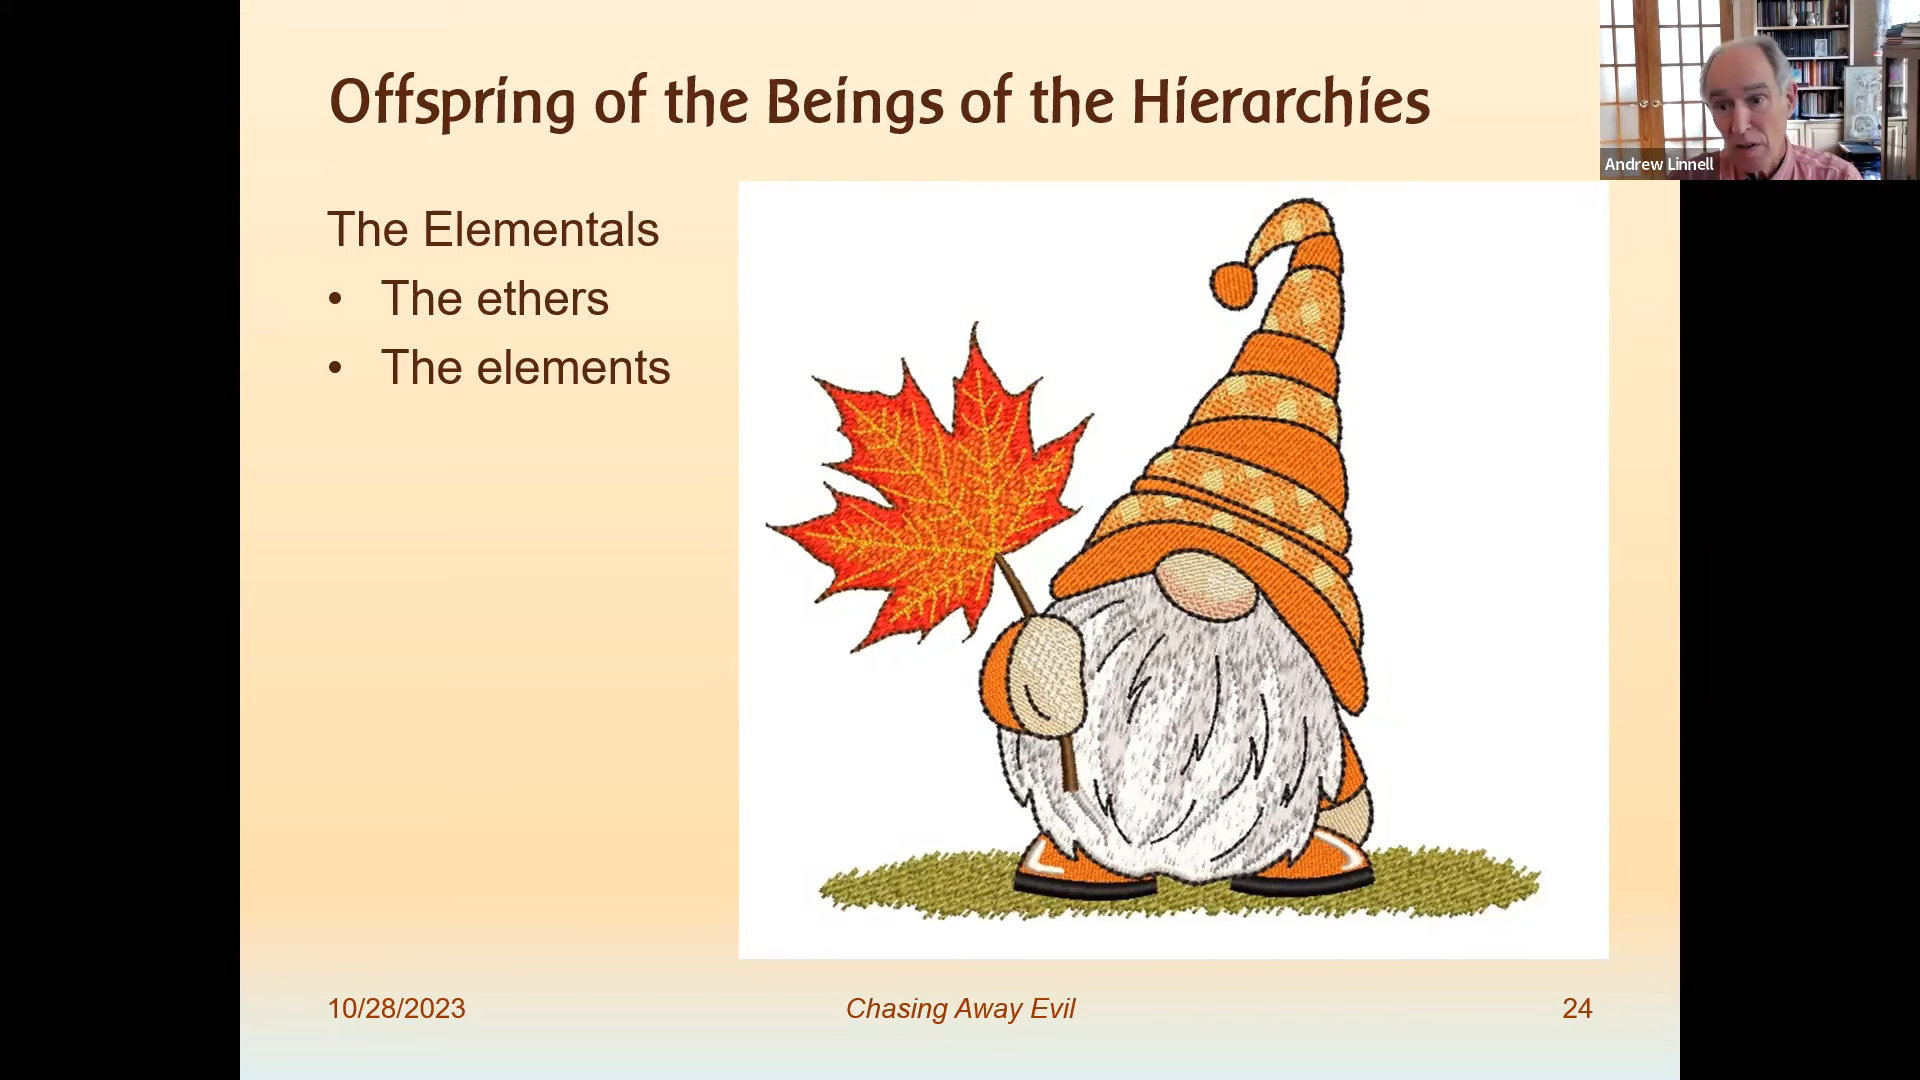 Offspring of the Beings of the Hierarchies
Andrew Linnell
The Elementals
• The ethers
• The elements
10/28/2023
Chasing Away Evil
24